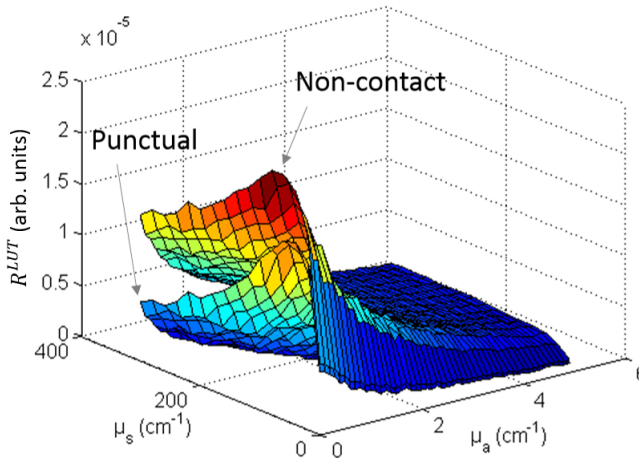 x 10⁻⁵
2.5
2
1.5
1
0.5
0
R^LUT (arb. units)
Non-contact
Punctual
400
200
0
μs (cm⁻¹)
0
2
4
6
μa (cm⁻¹)